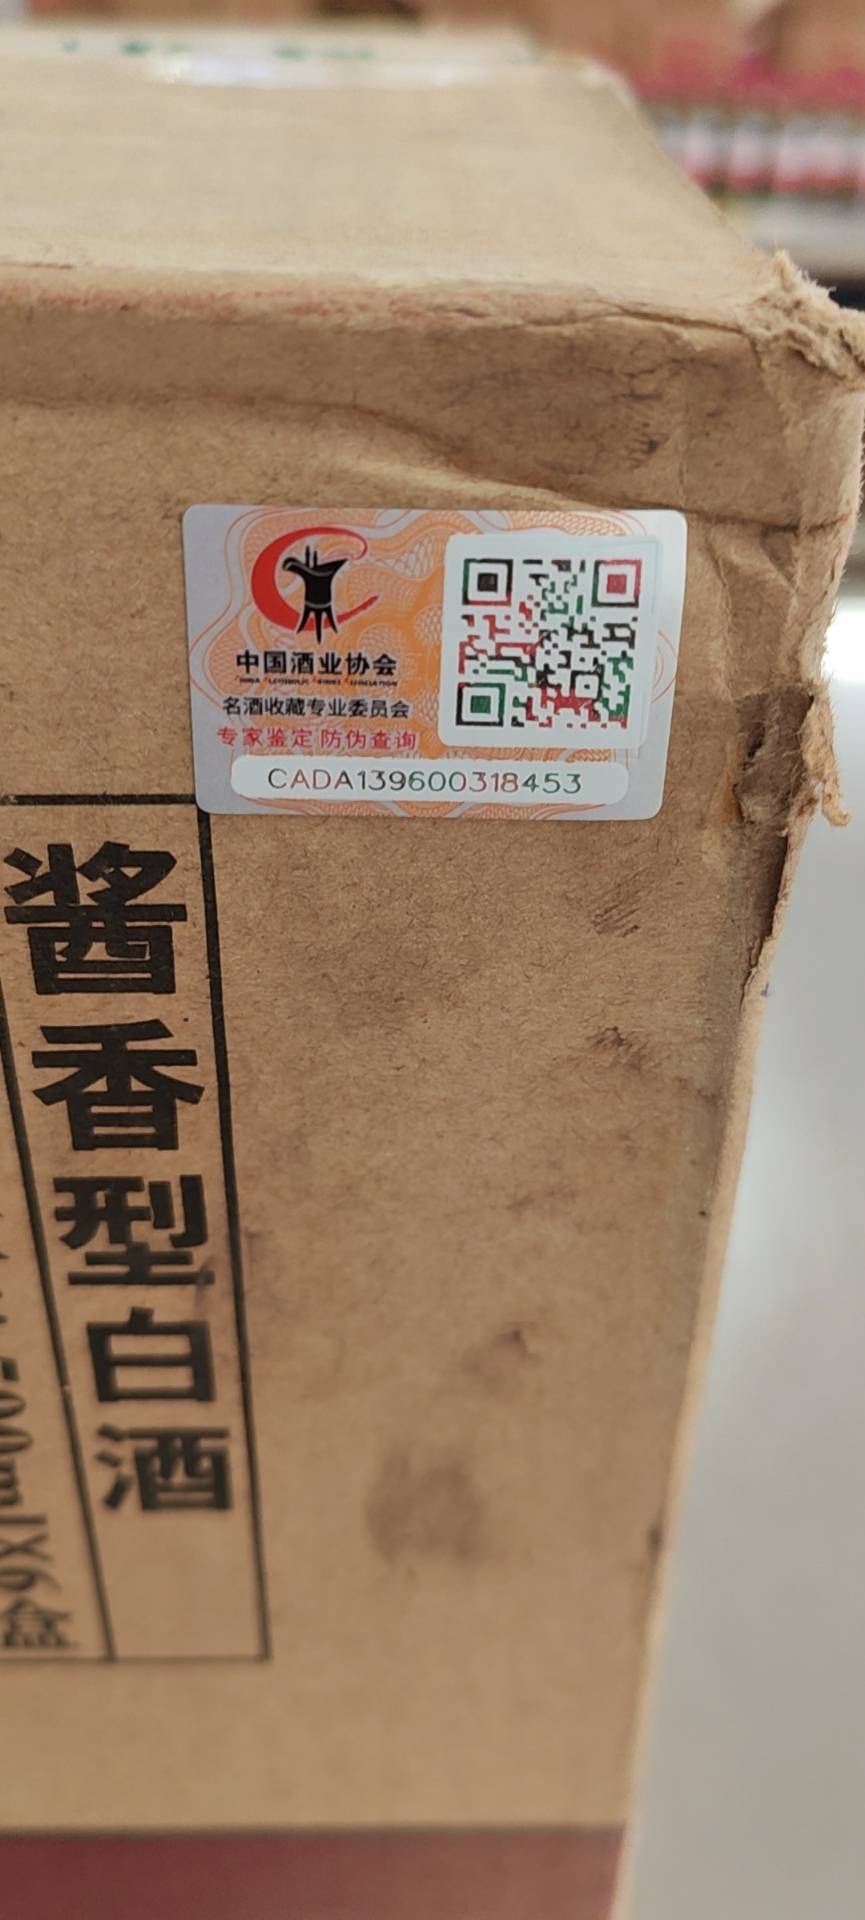 中国酒业协会
名酒收藏专业委员会
专家鉴定 防伪查询
CADA139600318453
酱香型白酒